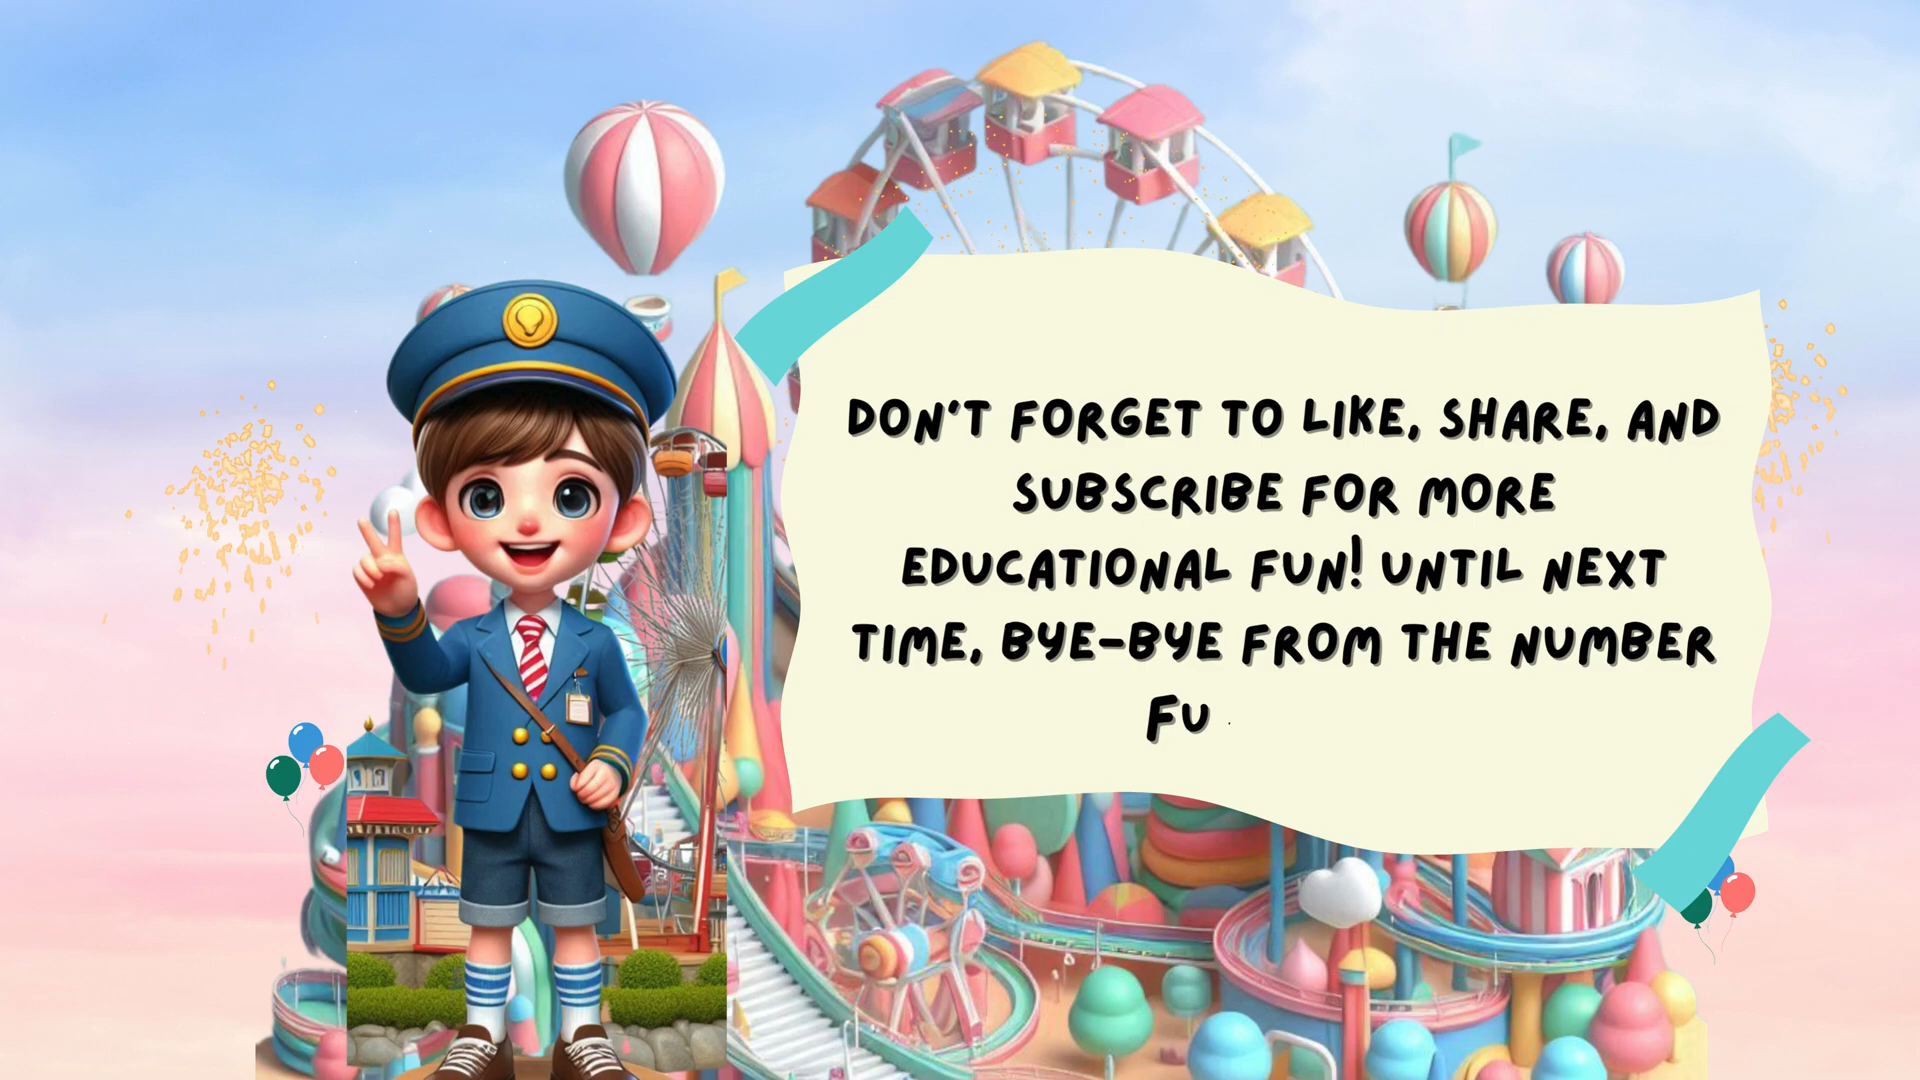 DON'T FORGET TO LIKE, SHARE, AND
SUBSCRIBE FOR MORE
EDUCATIONAL FUN! UNTIL NEXT
TIME, BYE-BYE FROM THE NUMBER
FU